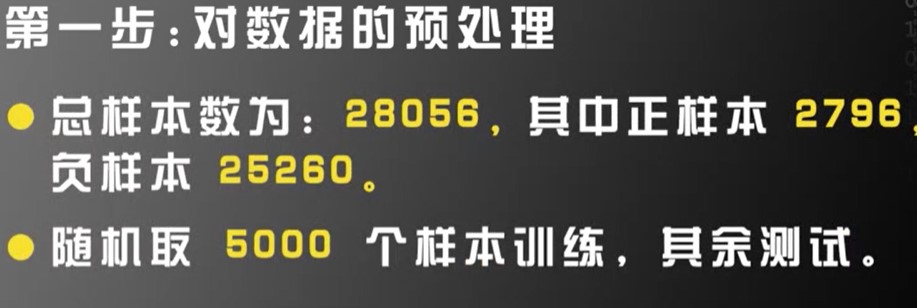 第一步:对数据的预处理
总样本数为: 28056, 其中正样本 2796,
负样本 25260。
随机取 5000 个样本训练, 其余测试。